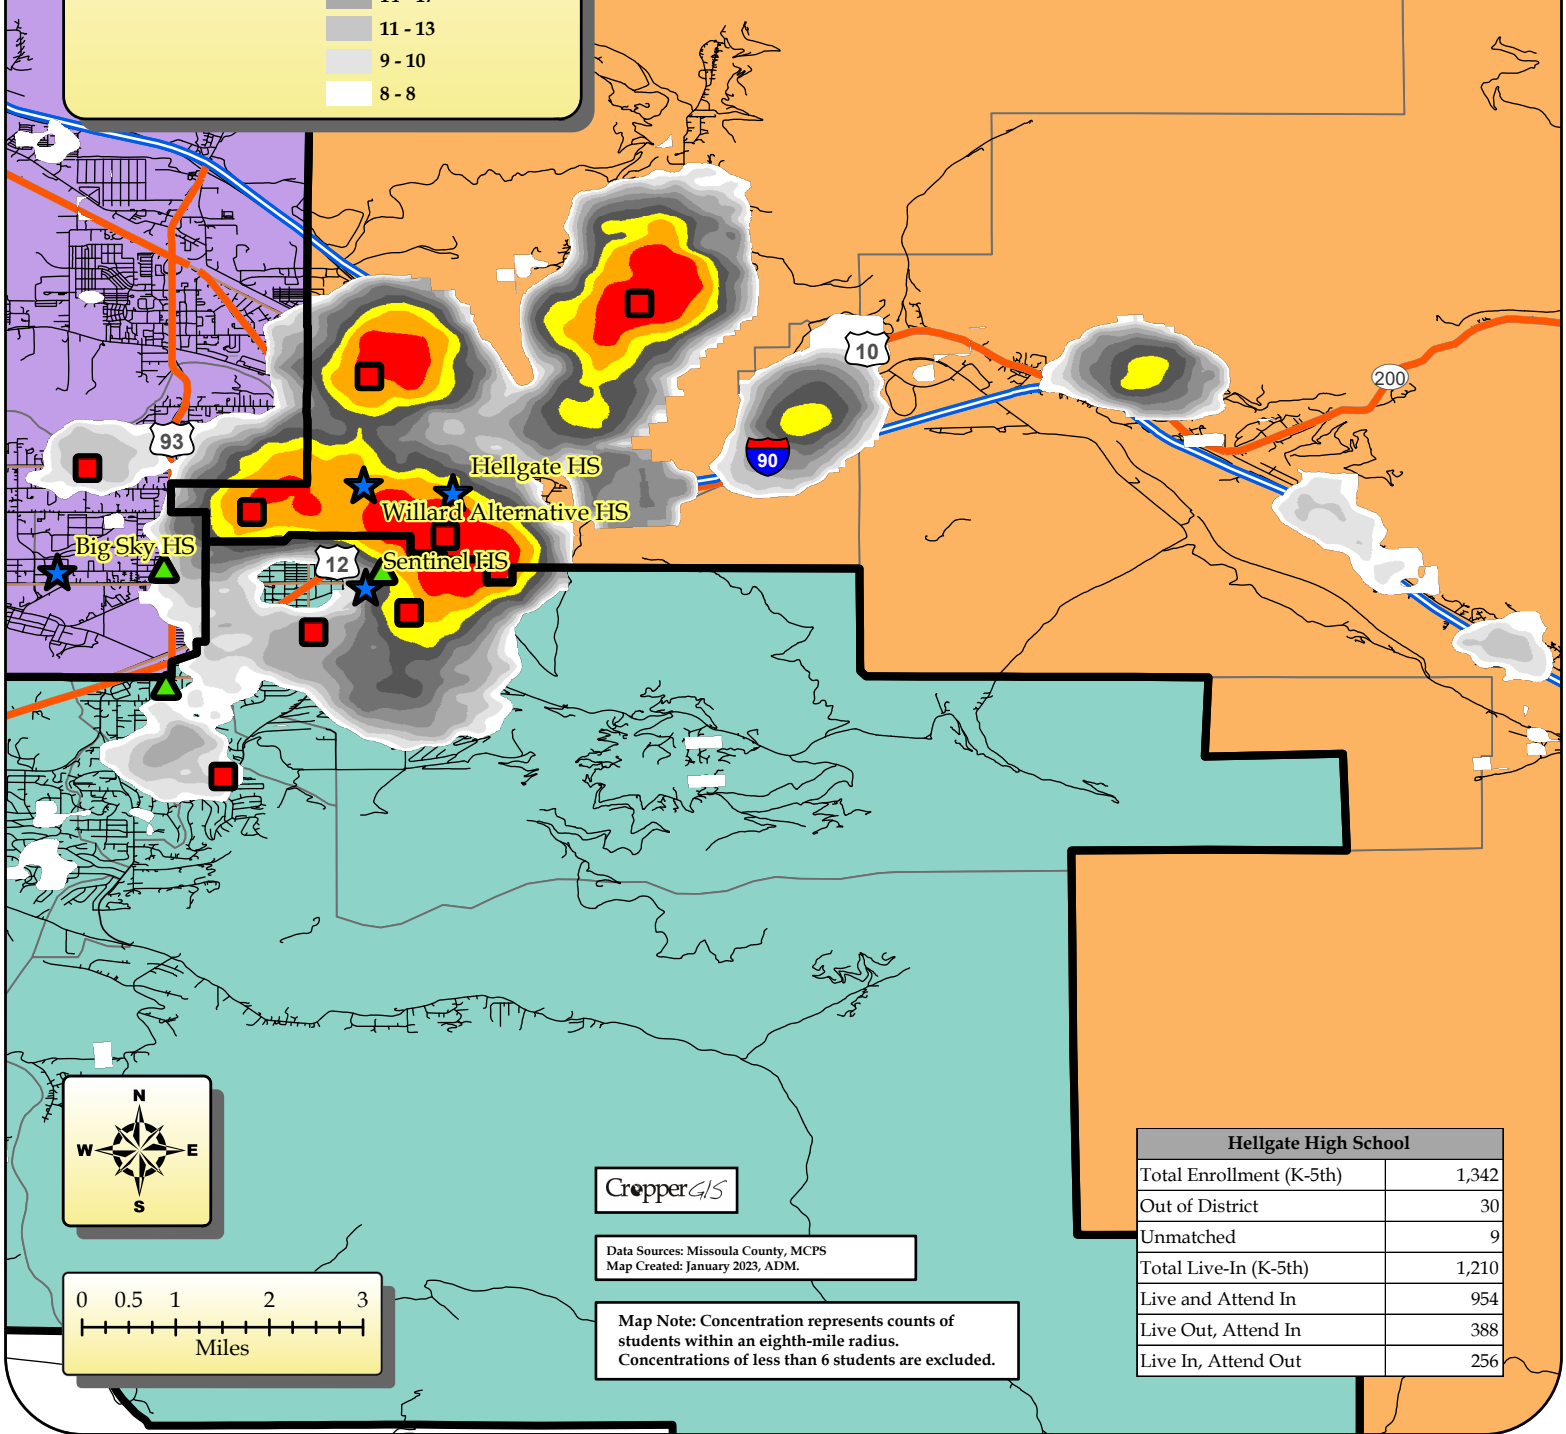 11 - 13
9 - 10
8 - 8
10
200
93
90
Hellgate HS
Willard Alternative HS
Big Sky HS
12
Sentinel HS
N
W E
S
CropperGIS
Data Sources: Missoula County, MCPS
Map Created: January 2023, ADM.
0 0.5 1 2 3
Miles
Map Note: Concentration represents counts of
students within an eighth-mile radius.
Concentrations of less than 6 students are excluded.
Hellgate High School
Total Enrollment (K-5th) 1,342
Out of District 30
Unmatched 9
Total Live-In (K-5th) 1,210
Live and Attend In 954
Live Out, Attend In 388
Live In, Attend Out 256